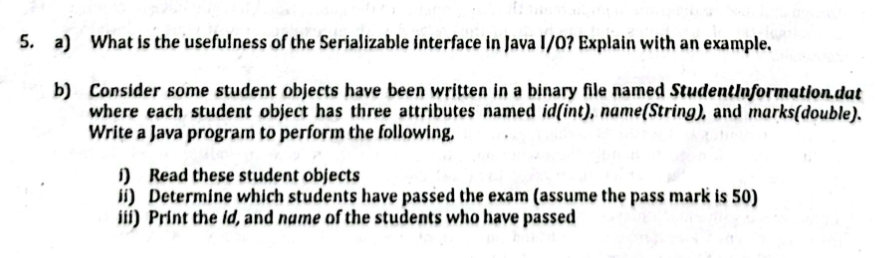 5. a) What is the usefulness of the Serializable interface in Java I/O? Explain with an example.
b) Consider some student objects have been written in a binary file named StudentInformation.dat
where each student object has three attributes named id(int), name(String), and marks(double).
Write a Java program to perform the following.
i) Read these student objects
ii) Determine which students have passed the exam (assume the pass mark is 50)
iii) Print the id, and name of the students who have passed